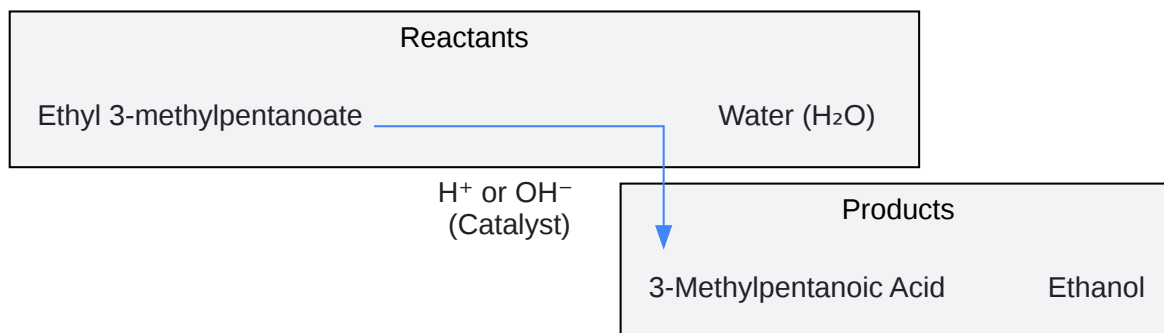 Reactants
Ethyl 3-methylpentanoate
Water (H₂O)
H⁺ or OH⁻
(Catalyst)
Products
3-Methylpentanoic Acid
Ethanol